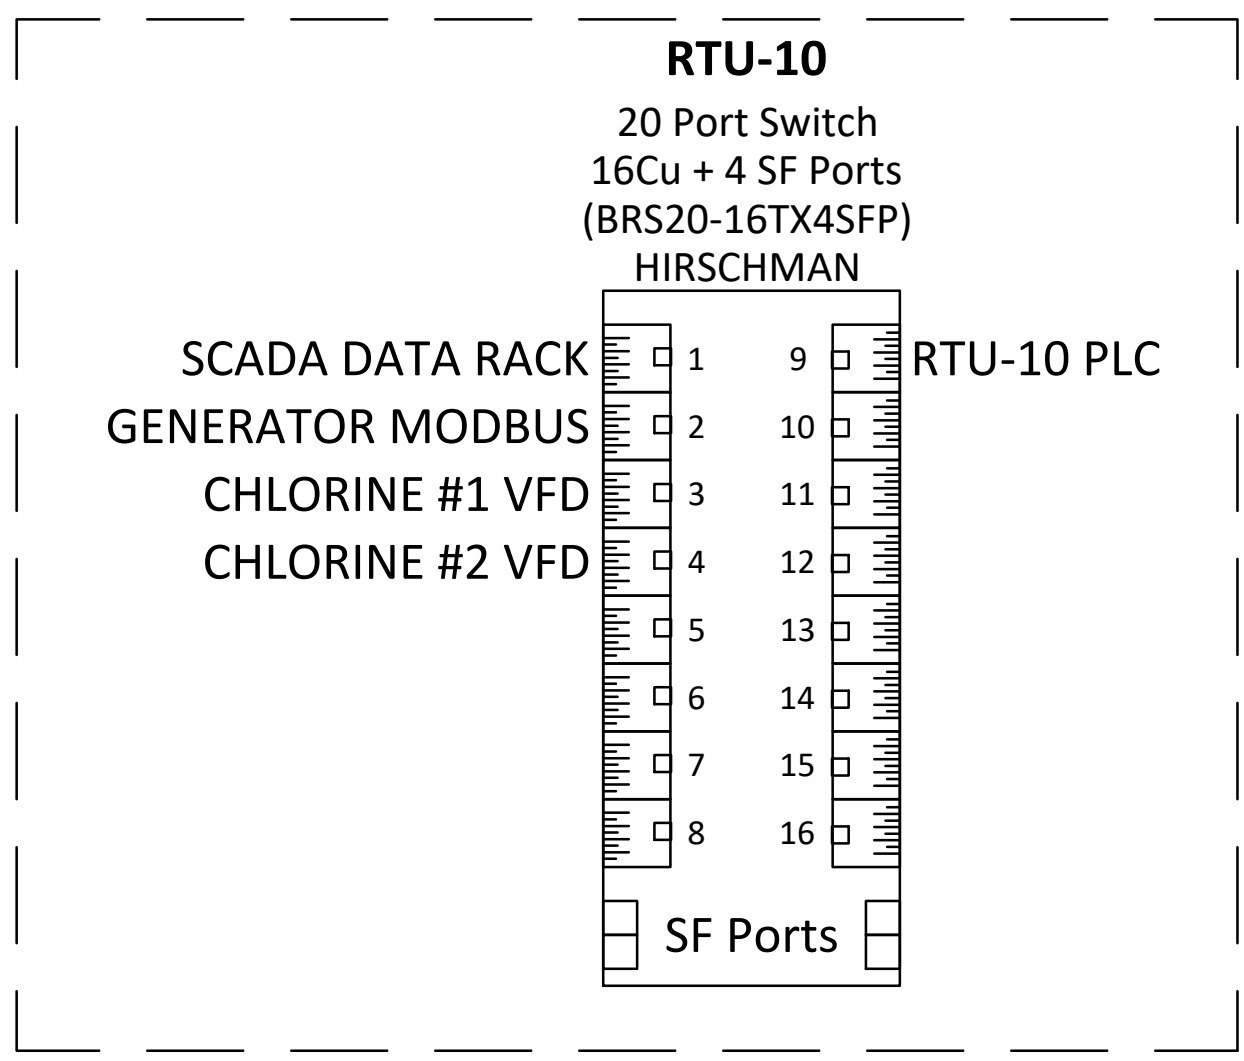 RTU-10
20 Port Switch
16Cu + 4 SF Ports
(BRS20-16TX4SFP)
HIRSCHMAN
SCADA DATA RACK 1 9 RTU-10 PLC
GENERATOR MODBUS 2 10
CHLORINE #1 VFD 3 11
CHLORINE #2 VFD 4 12
5 13
6 14
7 15
8 16
SF Ports